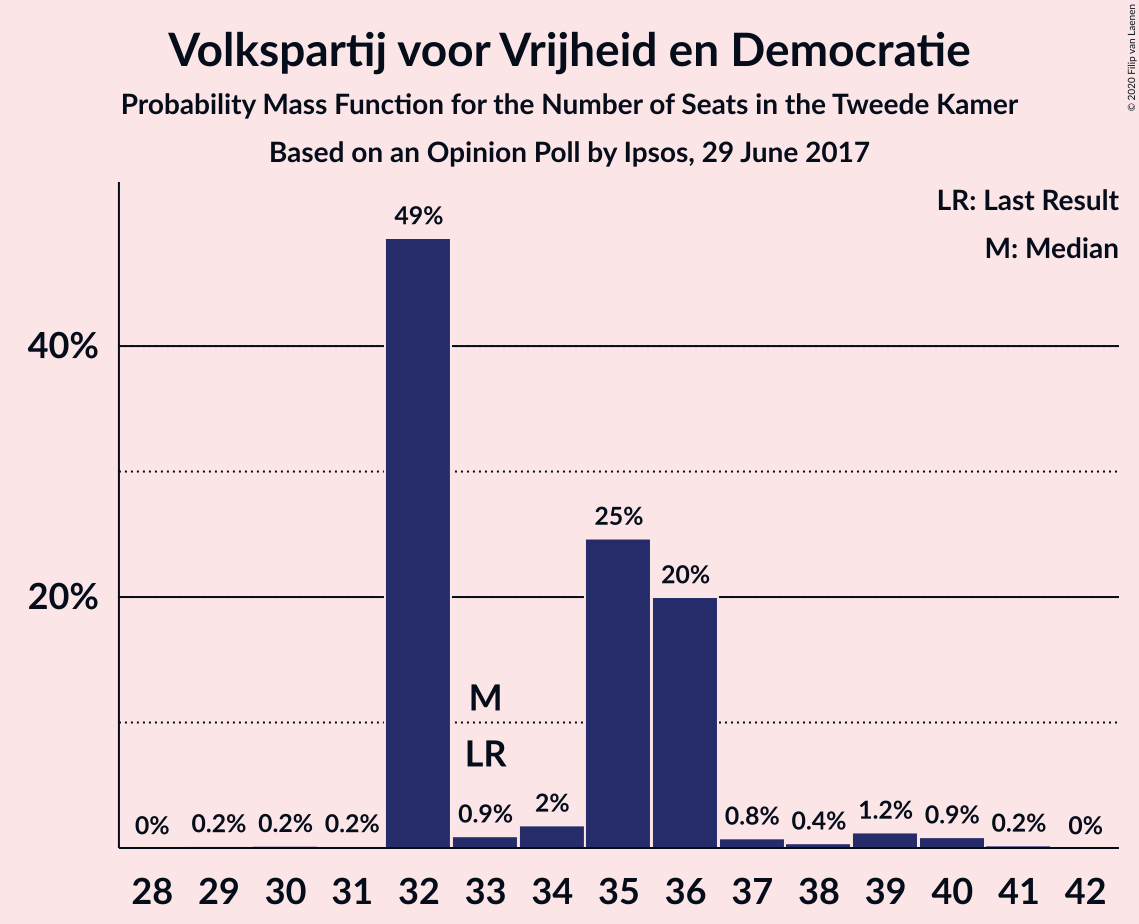 Volkspartij voor Vrijheid en Democratie
Probability Mass Function for the Number of Seats in the Tweede Kamer
Based on an Opinion Poll by Ipsos, 29 June 2017
© 2020 Filip van Laenen
LR: Last Result
M: Median
40%
20%
0%
0.2%
0.2%
0.2%
49%
0.9%
2%
25%
20%
0.8%
0.4%
1.2%
0.9%
0.2%
0%
M
LR
28 29 30 31 32 33 34 35 36 37 38 39 40 41 42